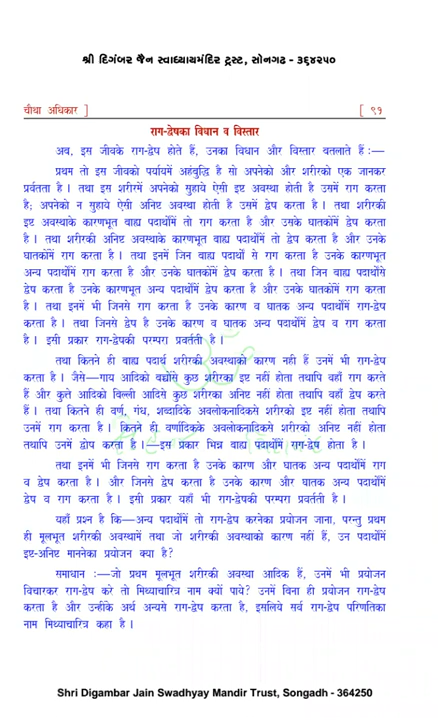 શ્રી દિગંબર જૈન સ્વાધ્યાયમંદિર ટ્રસ્ટ, સોનગઢ - ૩૬૪૨૫૦
चौथा अधिकार ] [ ९१
राग-द्वेषका विधान व विस्तार
अब, इस जीवके राग-द्वेष होते हैं, उनका विधान और विस्तार बतलाते हैं :—
प्रथम तो इस जीवको पर्यायमें अहंबुद्धि है सो अपनेको और शरीरको एक जानकर
प्रवर्तता है। तथा इस शरीरमें अपनेको सुहाये ऐसी इष्ट अवस्था होती है उसमें राग करता
है; अपनेको न सुहाये ऐसी अनिष्ट अवस्था होती है उसमें द्वेष करता है। तथा शरीरकी
इष्ट अवस्थाके कारणभूत बाह्य पदार्थोंमें तो राग करता है और उसके घातकोंमें द्वेष करता
है। तथा शरीरकी अनिष्ट अवस्थाके कारणभूत बाह्य पदार्थोंमें तो द्वेष करता है और उनके
घातकोंमें राग करता है। तथा इनमें जिन बाह्य पदार्थों से राग करता है उनके कारणभूत
अन्य पदार्थोंमें राग करता है और उनके घातकोंमें द्वेष करता है। तथा जिन बाह्य पदार्थोंसे
द्वेष करता है उनके कारणभूत अन्य पदार्थोंमें द्वेष करता है और उनके घातकोंमें राग करता
है। तथा इनमें भी जिनसे राग करता है उनके कारण व घातक अन्य पदार्थोंमें राग-द्वेष
करता है। तथा जिनसे द्वेष है उनके कारण व घातक अन्य पदार्थोंमें द्वेष व राग करता
है। इसी प्रकार राग-द्वेषकी परम्परा प्रवर्तती है।
तथा कितने ही बाह्य पदार्थ शरीरकी अवस्थाको कारण नहीं हैं उनमें भी राग-द्वेष
करता है। जैसे—गाय आदिको बच्चोंसे कुछ शरीरका इष्ट नहीं होता तथापि वहाँ राग करते
हैं और कुत्ते आदिको बिल्ली आदिसे कुछ शरीरका अनिष्ट नहीं होता तथापि वहाँ द्वेष करते
हैं। तथा कितने ही वर्ण, गंध, शब्दादिके अवलोकनादिकसे शरीरको इष्ट नहीं होता तथापि
उनमें राग करता है। कितने ही वर्णादिकके अवलोकनादिकसे शरीरको अनिष्ट नहीं होता
तथापि उनमें द्वेष करता है।—इस प्रकार भिन्न बाह्य पदार्थोंमें राग-द्वेष होता है।
तथा इनमें भी जिनसे राग करता है उनके कारण और घातक अन्य पदार्थोंमें राग
व द्वेष करता है। और जिनसे द्वेष करता है उनके कारण और घातक अन्य पदार्थोंमें
द्वेष व राग करता है। इसी प्रकार यहाँ भी राग-द्वेषकी परम्परा प्रवर्तती है।
यहाँ प्रश्न है कि—अन्य पदार्थोंमें तो राग-द्वेष करनेका प्रयोजन जाना, परन्तु प्रथम
ही मूलभूत शरीरकी अवस्थामें तथा जो शरीरकी अवस्थाको कारण नहीं हैं, उन पदार्थोंमें
इष्ट-अनिष्ट माननेका प्रयोजन क्या है?
समाधान :—जो प्रथम मूलभूत शरीरकी अवस्था आदिक हैं, उनमें भी प्रयोजन
विचारकर राग-द्वेष करे तो मिथ्याचारित्र नाम क्यों पाये? उनमें बिना ही प्रयोजन राग-द्वेष
करता है और उन्हींके अर्थ अन्यसे राग-द्वेष करता है, इसलिये सर्व राग-द्वेष परिणतिका
नाम मिथ्याचारित्र कहा है।
Shri Digambar Jain Swadhyay Mandir Trust, Songadh - 364250